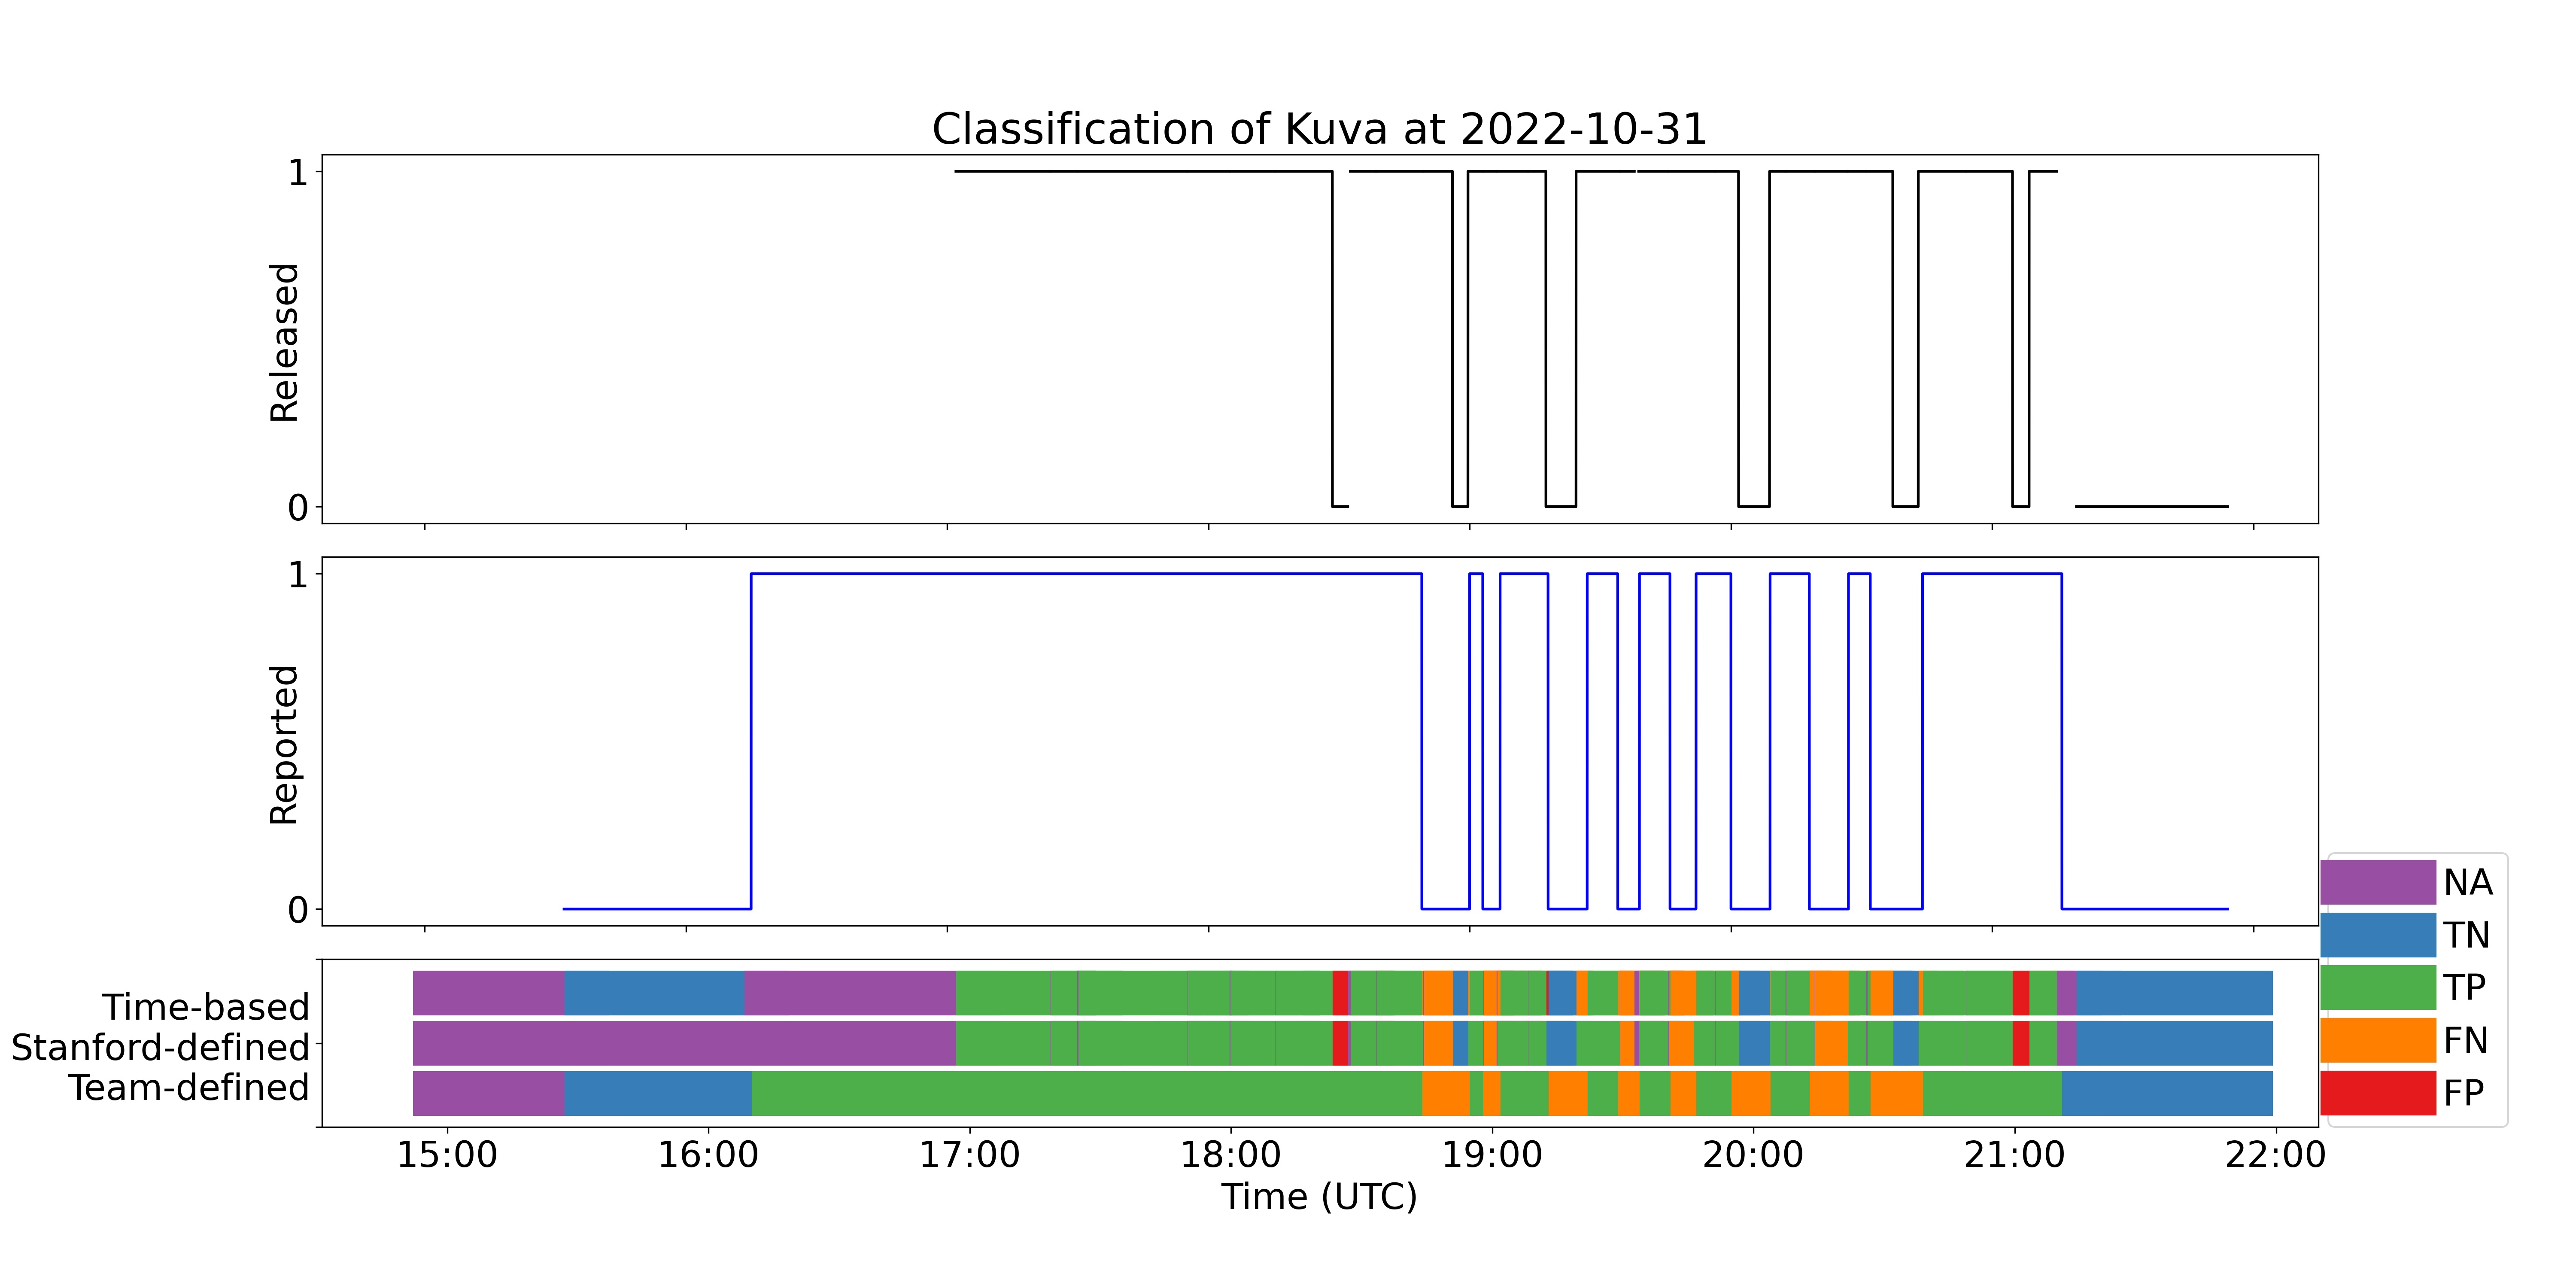 Classification of Kuva at 2022-10-31
1
Released
0
1
Reported
0
Time-based
Stanford-defined
Team-defined
15:00 16:00 17:00 18:00 19:00 20:00 21:00 22:00
Time (UTC)
NA
TN
TP
FN
FP